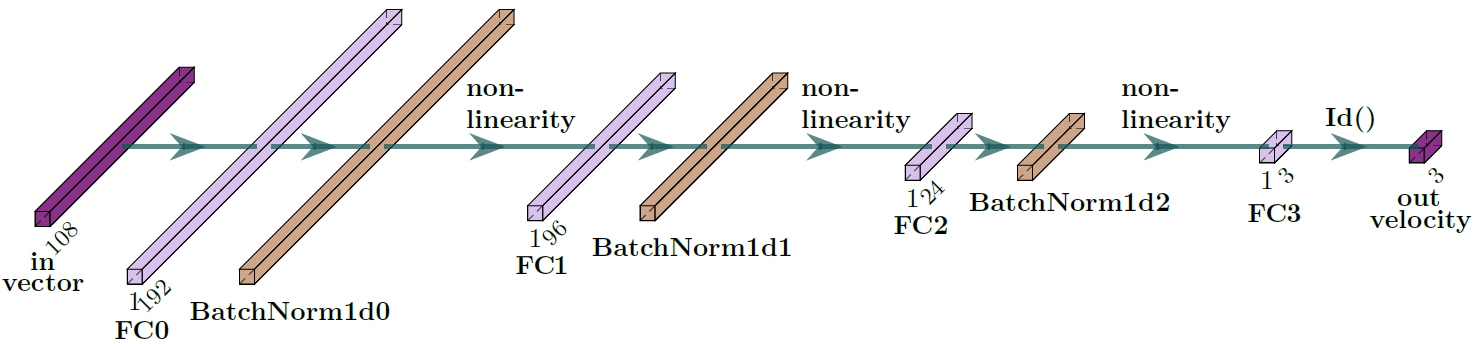 108
in
vector
1
192
FC0
BatchNorm1d0
non-
linearity
1
96
FC1
BatchNorm1d1
non-
linearity
1
24
FC2
BatchNorm1d2
non-
linearity
1
3
FC3
Id()
3
out
velocity